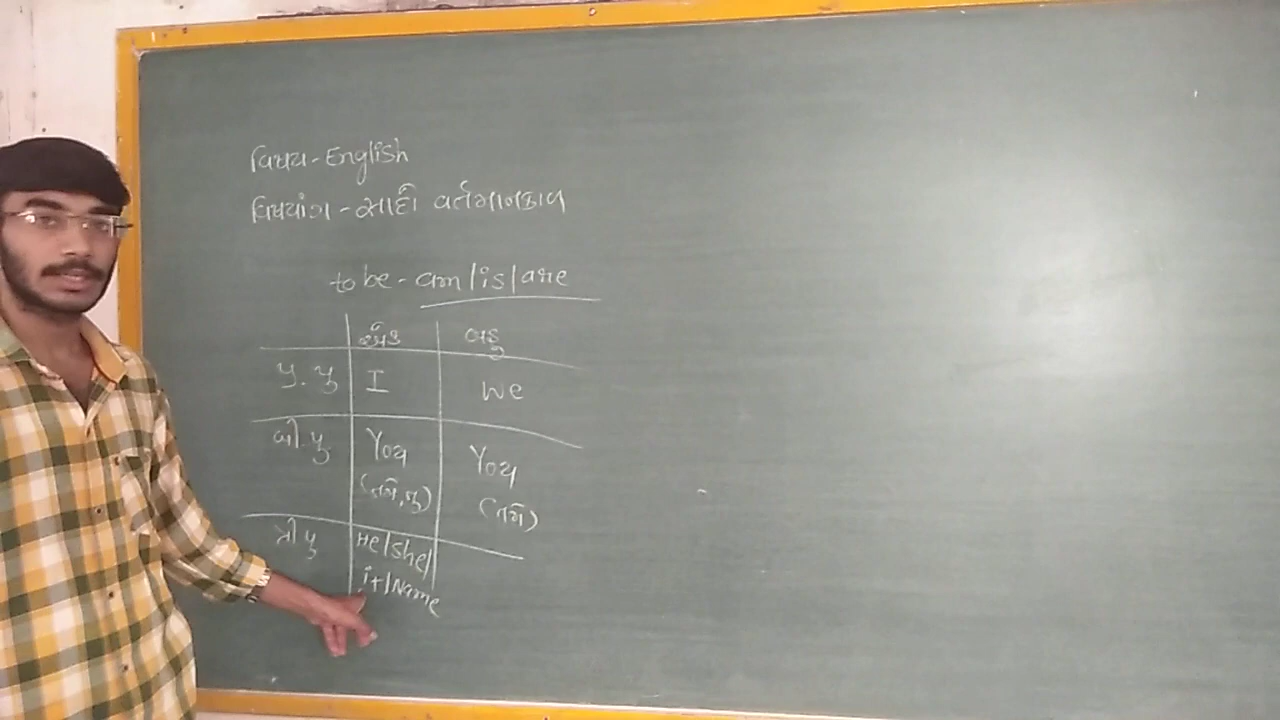 વિષય - English
વિષયાંગ - સાદો વર્તમાનકાળ
to be - am/is/are
એક બહુ
પ્ર. પુ I We
બી. પુ You You
(તમે, તું) (તમે)
ત્રી પુ He/She/
it/Name